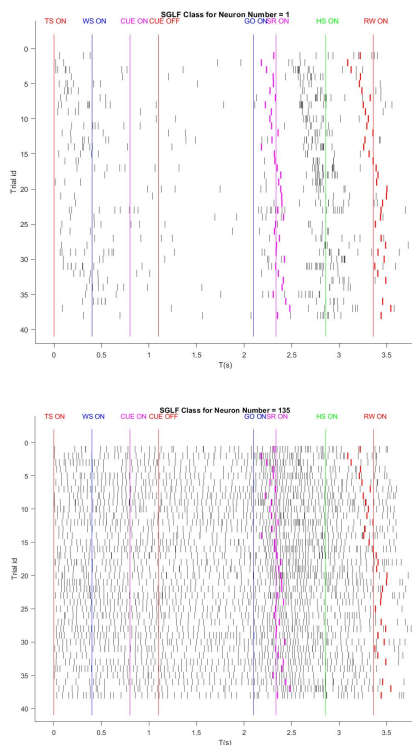 SGLF Class for Neuron Number = 1
TS ON WS ON CUE ON CUE OFF GO ON SR ON HS ON RW ON
0
5
10
15
20
25
30
35
40
Trial id
0 0.5 1 1.5 2 2.5 3 3.5
T(s)
SGLF Class for Neuron Number = 135
TS ON WS ON CUE ON CUE OFF GO ON SR ON HS ON RW ON
0
5
10
15
20
25
30
35
40
Trial id
0 0.5 1 1.5 2 2.5 3 3.5
T(s)